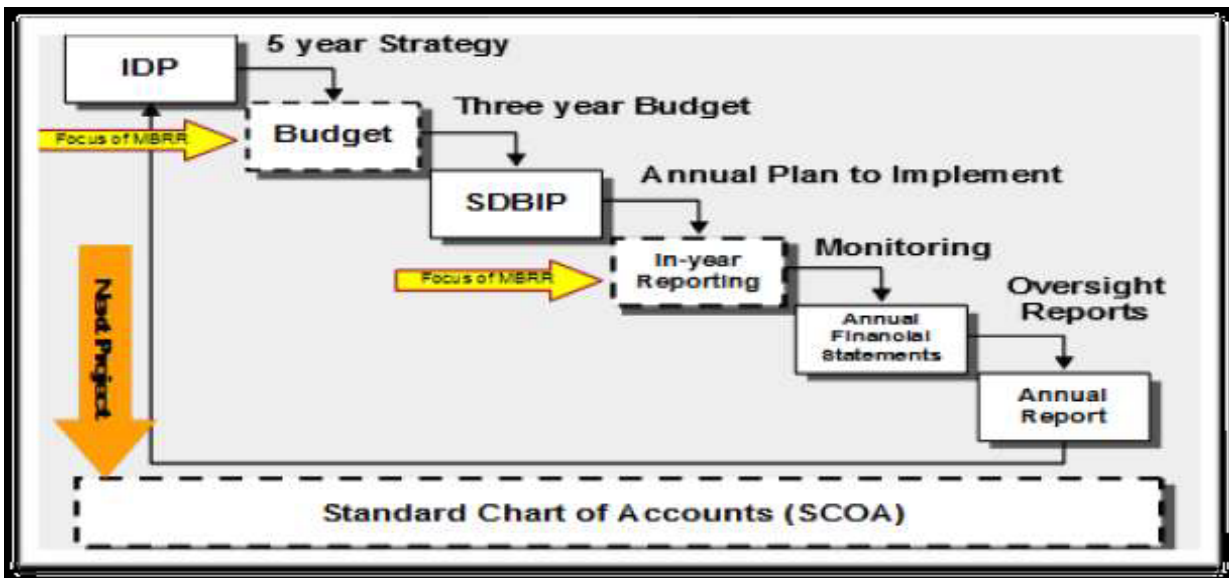 5 year Strategy
IDP
Three year Budget
Focus of MBRR
Budget
Annual Plan to Implement
SDBIP
Monitoring
In-year
Reporting
Focus of MBRR
Oversight
Reports
Annual
Financial
Statements
Next Project
Annual
Report
Standard Chart of Accounts (SCOA)